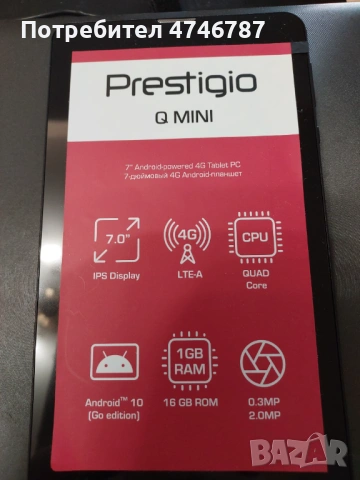 Потребител 4746787
Prestigio
Q MINI
7" Android-powered 4G Tablet PC
7-дюймовый 4G Android-планшет
7.0"
IPS Display
4G
LTE-A
CPU
QUAD
Core
Android™ 10
(Go edition)
1GB
RAM
16 GB ROM
0.3MP
2.0MP
BAZAR